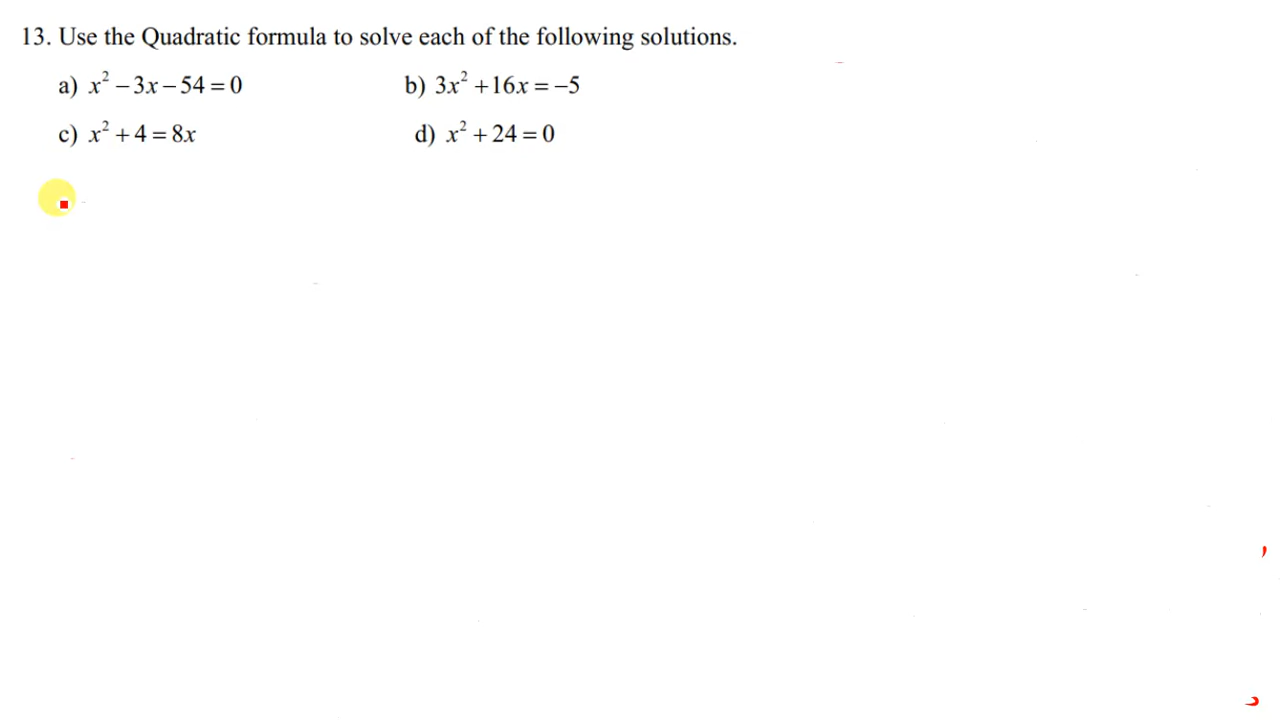 13. Use the Quadratic formula to solve each of the following solutions.
a) x² − 3x − 54 = 0 b) 3x² + 16x = −5
c) x² + 4 = 8x d) x² + 24 = 0